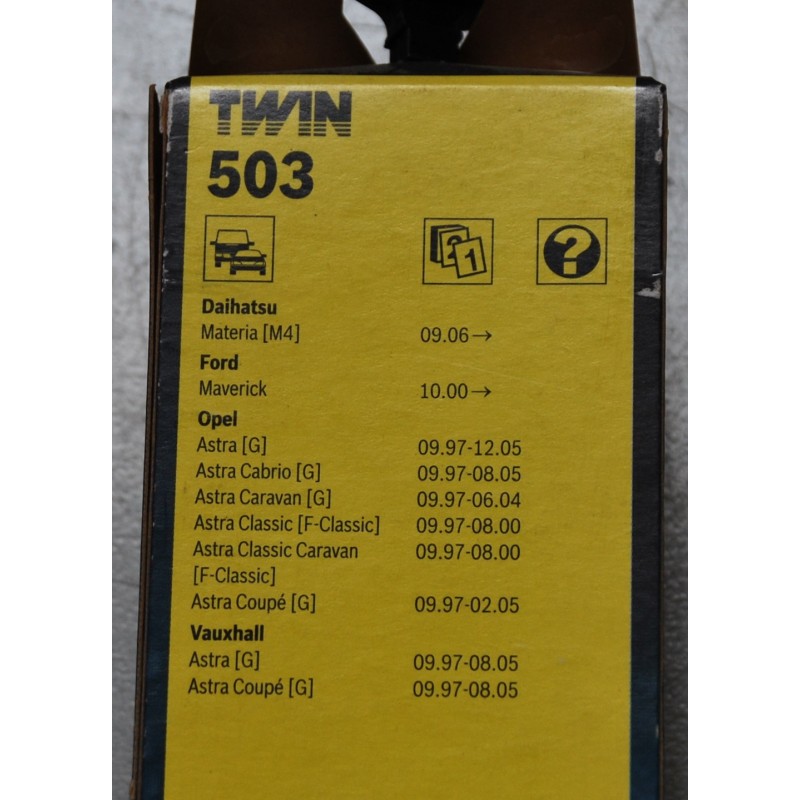 TWIN
503
21
?
Daihatsu
Materia [M4] 09.06→
Ford
Maverick 10.00→
Opel
Astra [G] 09.97-12.05
Astra Cabrio [G] 09.97-08.05
Astra Caravan [G] 09.97-06.04
Astra Classic [F-Classic] 09.97-08.00
Astra Classic Caravan 09.97-08.00
[F-Classic]
Astra Coupé [G] 09.97-02.05
Vauxhall
Astra [G] 09.97-08.05
Astra Coupé [G] 09.97-08.05